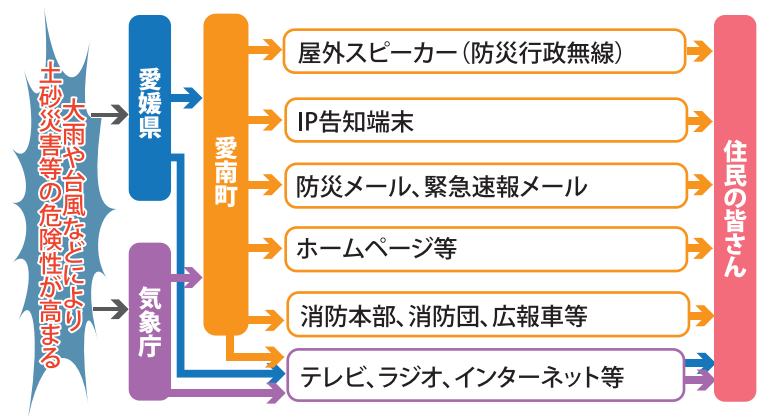 大雨や台風などにより
土砂災害等の危険性が高まる
愛媛県
気象庁
愛南町
屋外スピーカー（防災行政無線）
IP告知端末
防災メール、緊急速報メール
ホームページ等
消防本部、消防団、広報車等
テレビ、ラジオ、インターネット等
住民の皆さん